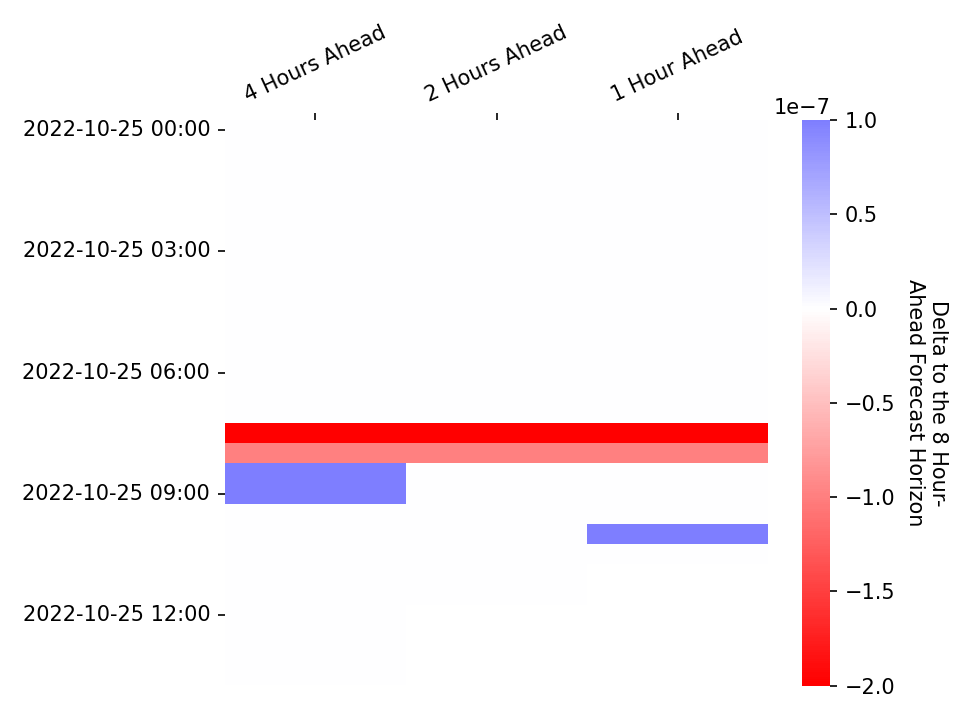 4 Hours Ahead
2 Hours Ahead
1 Hour Ahead
2022-10-25 00:00
2022-10-25 03:00
2022-10-25 06:00
2022-10-25 09:00
2022-10-25 12:00
1e−7
1.0
0.5
0.0
−0.5
−1.0
−1.5
−2.0
Delta to the 8 Hour-
Ahead Forecast Horizon